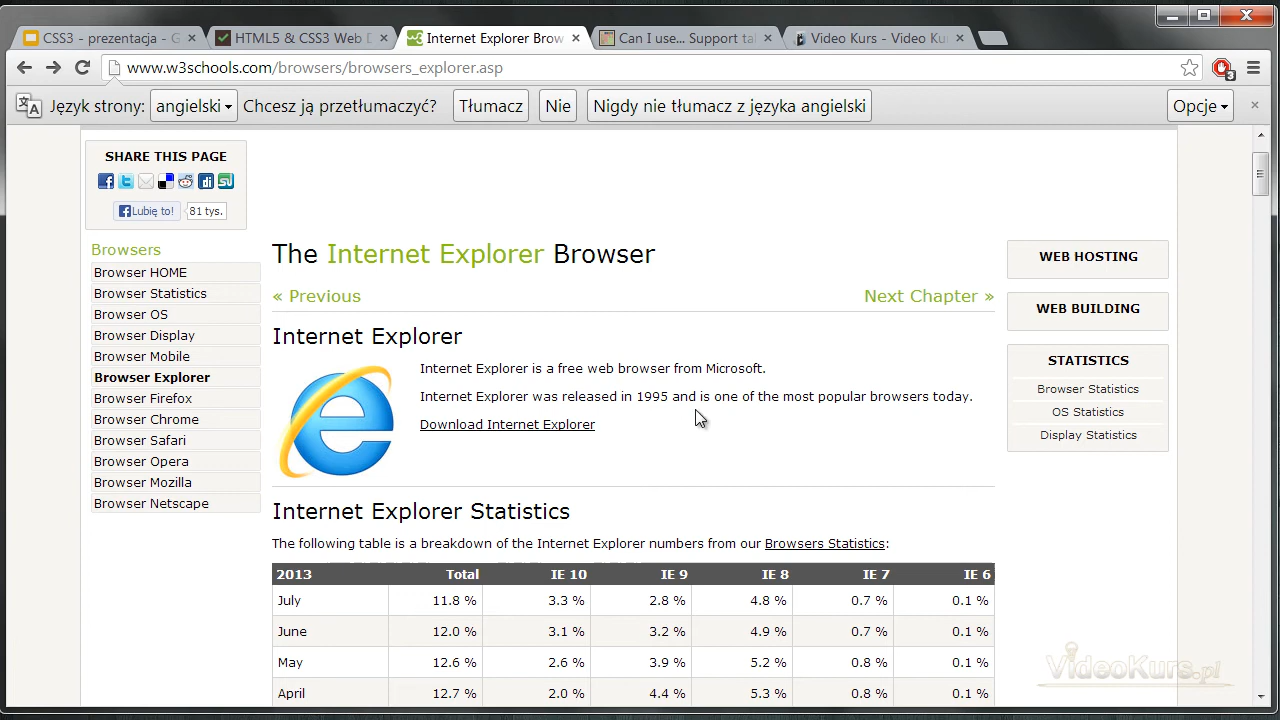 CSS3 - prezentacja - G
HTML5 & CSS3 Web D
Internet Explorer Brow
Can I use... Support tal
Video Kurs - Video Ku
www.w3schools.com/browsers/browsers_explorer.asp
3
Język strony: angielski Chcesz ją przetłumaczyć? Tłumacz Nie Nigdy nie tłumacz z języka angielski Opcje
SHARE THIS PAGE
Lubię to! 81 tys.
Browsers
Browser HOME
Browser Statistics
Browser OS
Browser Display
Browser Mobile
Browser Explorer
Browser Firefox
Browser Chrome
Browser Safari
Browser Opera
Browser Mozilla
Browser Netscape
The Internet Explorer Browser
« Previous
Next Chapter »
Internet Explorer
Internet Explorer is a free web browser from Microsoft.
Internet Explorer was released in 1995 and is one of the most popular browsers today.
Download Internet Explorer
Internet Explorer Statistics
The following table is a breakdown of the Internet Explorer numbers from our Browsers Statistics:
2013 Total IE 10 IE 9 IE 8 IE 7 IE 6
July 11.8 % 3.3 % 2.8 % 4.8 % 0.7 % 0.1 %
June 12.0 % 3.1 % 3.2 % 4.9 % 0.7 % 0.1 %
May 12.6 % 2.6 % 3.9 % 5.2 % 0.8 % 0.1 %
April 12.7 % 2.0 % 4.4 % 5.3 % 0.8 % 0.1 %
WEB HOSTING
WEB BUILDING
STATISTICS
Browser Statistics
OS Statistics
Display Statistics
VideoKurs.pl